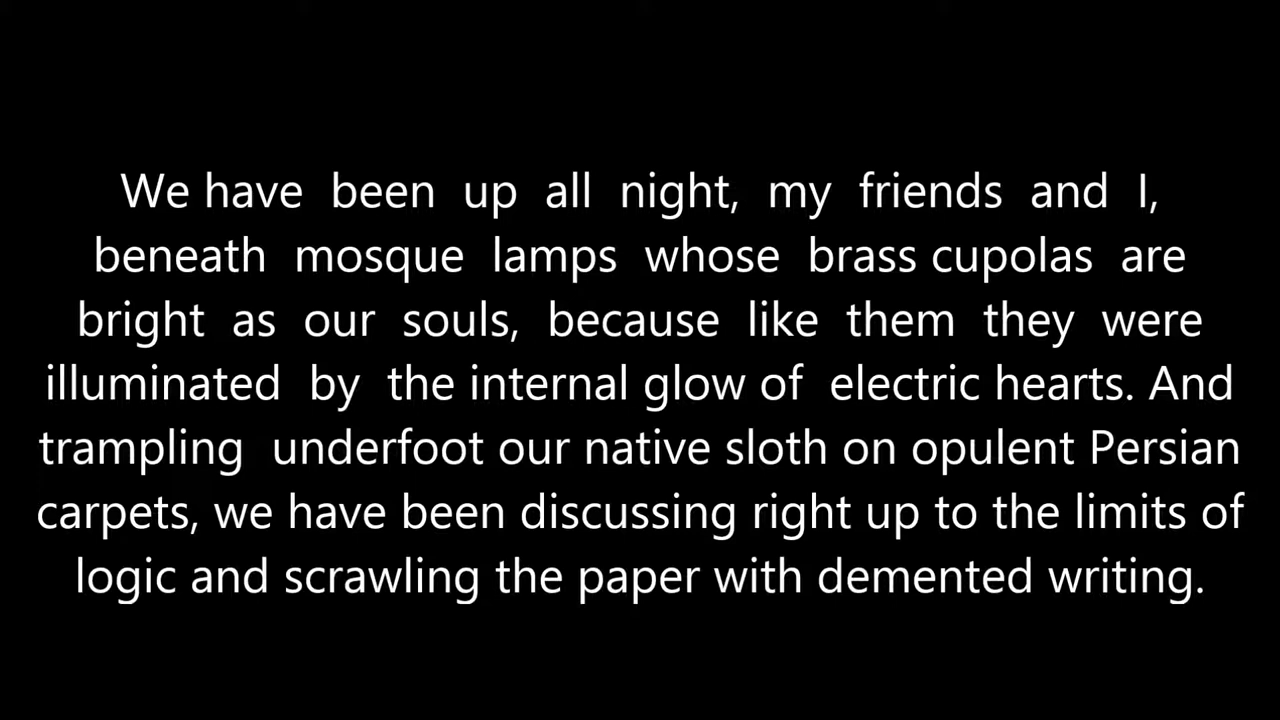 We have been up all night, my friends and I,
beneath mosque lamps whose brass cupolas are
bright as our souls, because like them they were
illuminated by the internal glow of electric hearts. And
trampling underfoot our native sloth on opulent Persian
carpets, we have been discussing right up to the limits of
logic and scrawling the paper with demented writing.